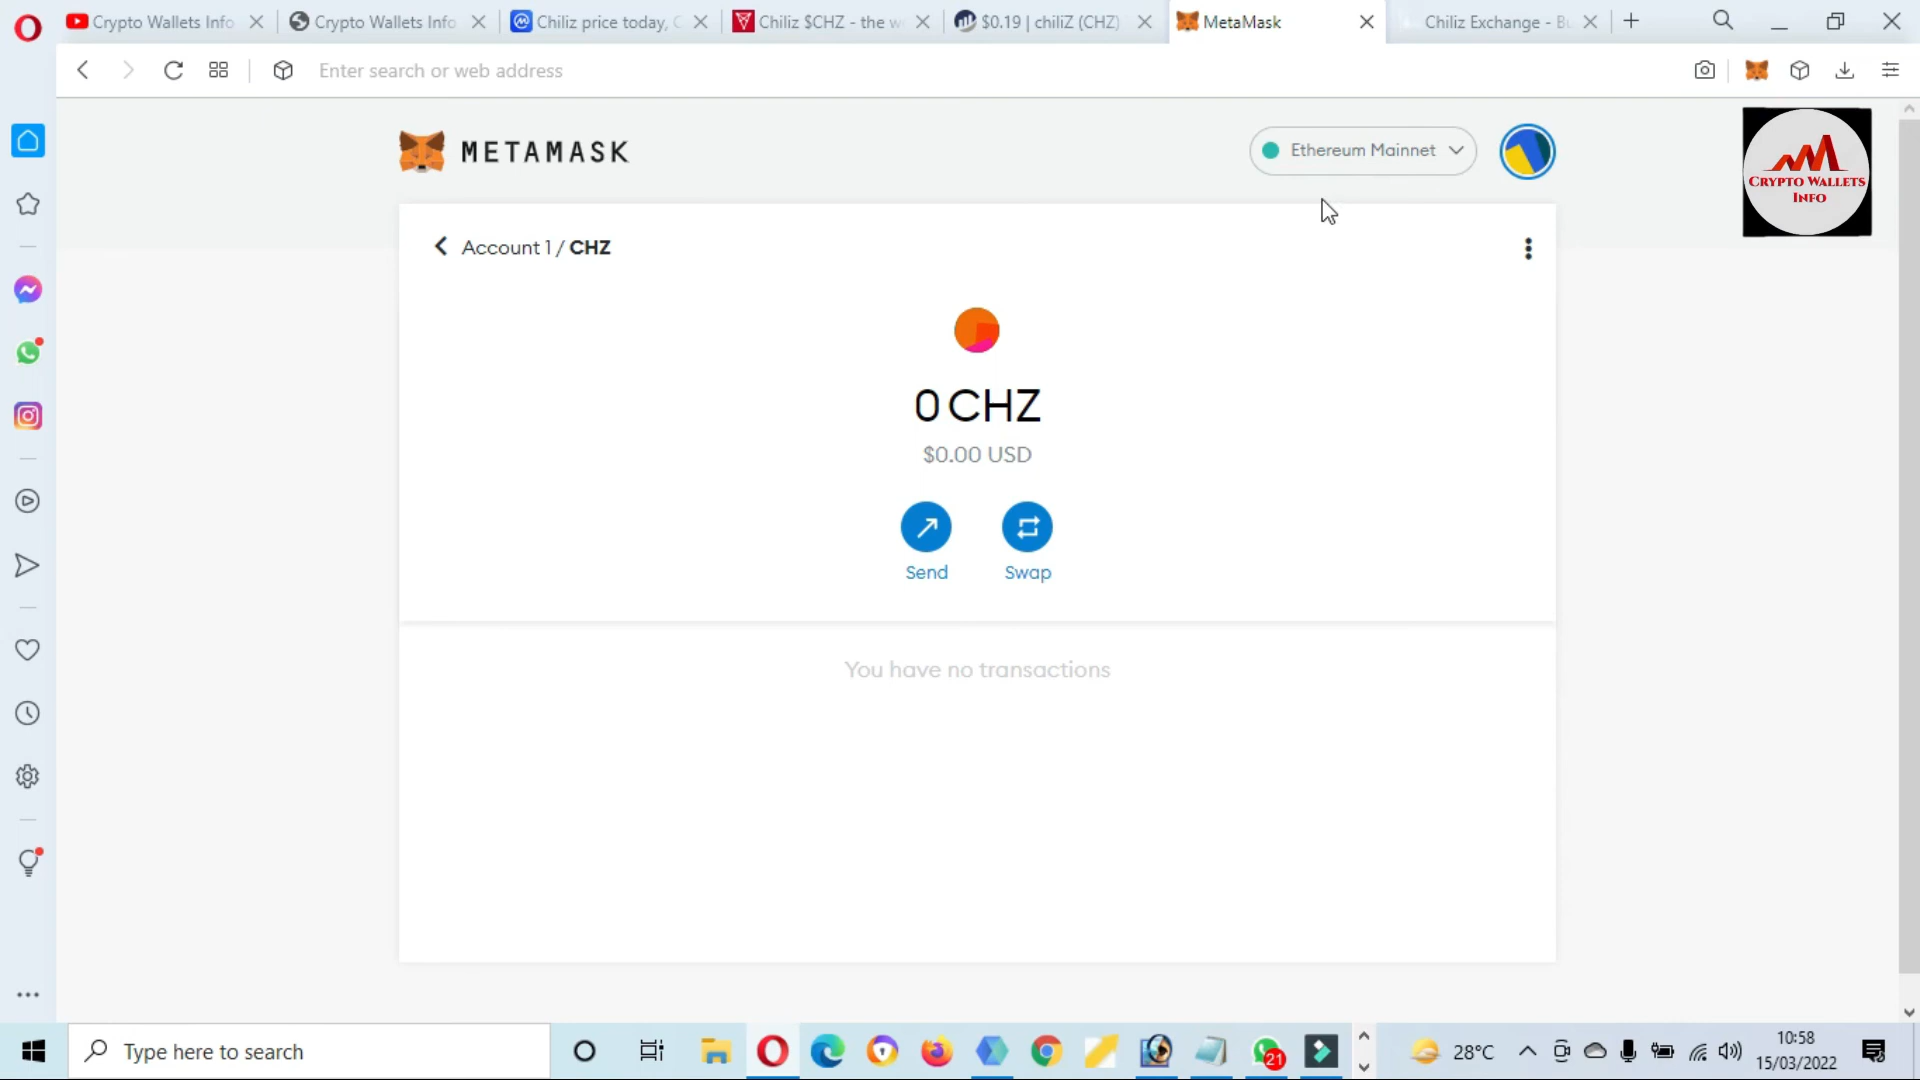 Crypto Wallets Info
Crypto Wallets Info
Chiliz price today, C
Chiliz $CHZ - the w
$0.19 | chiliZ (CHZ)
MetaMask
Chiliz Exchange - Bu
Enter search or web address
METAMASK
Ethereum Mainnet
CRYPTO WALLETS
INFO
Account 1 / CHZ
0 CHZ
$0.00 USD
Send
Swap
You have no transactions
Type here to search
21
28°C
10:58
15/03/2022